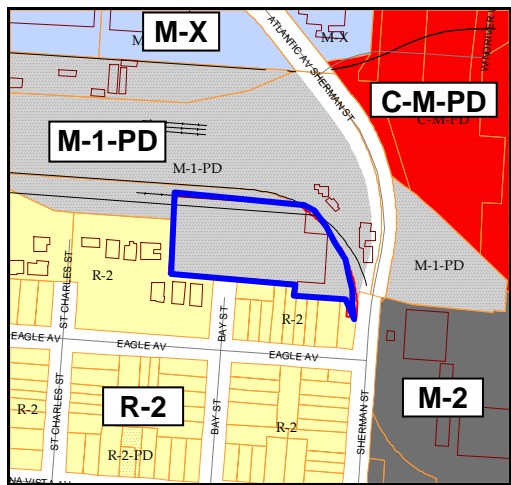 M-X
M-X
ATLANTIC AV
SHERMAN ST
C-M-PD
C-M-PD
M-1-PD
M-1-PD
M-1-PD
R-2
R-2
ST CHARLES ST
BAY ST
EAGLE AV
EAGLE AV
EAGLE AV
R-2
R-2
R-2
R-2-PD
ST CHARLES ST
BAY ST
SHERMAN ST
M-2